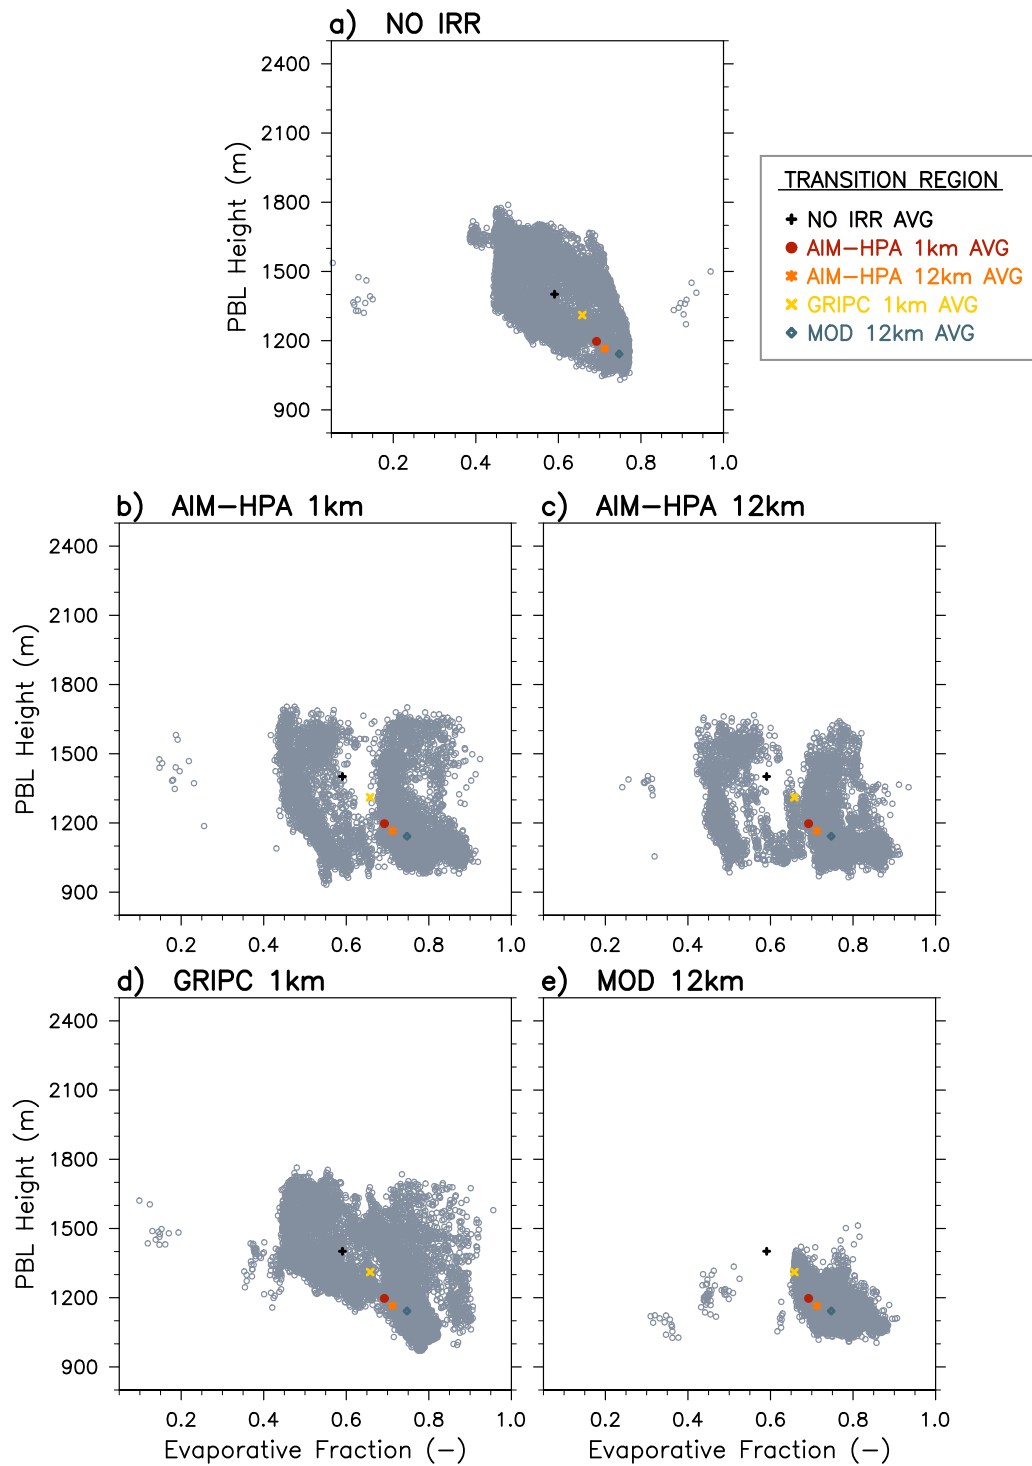 a) NO IRR
2400
2100
1800
1500
1200
900
PBL Height (m)
0.2 0.4 0.6 0.8 1.0
TRANSITION REGION
NO IRR AVG
AIM-HPA 1km AVG
AIM-HPA 12km AVG
GRIPC 1km AVG
MOD 12km AVG
b) AIM-HPA 1km
c) AIM-HPA 12km
2400
2100
1800
1500
1200
900
PBL Height (m)
0.2 0.4 0.6 0.8 1.0
0.2 0.4 0.6 0.8 1.0
d) GRIPC 1km
e) MOD 12km
2400
2100
1800
1500
1200
900
PBL Height (m)
0.2 0.4 0.6 0.8 1.0
0.2 0.4 0.6 0.8 1.0
Evaporative Fraction (-)
Evaporative Fraction (-)